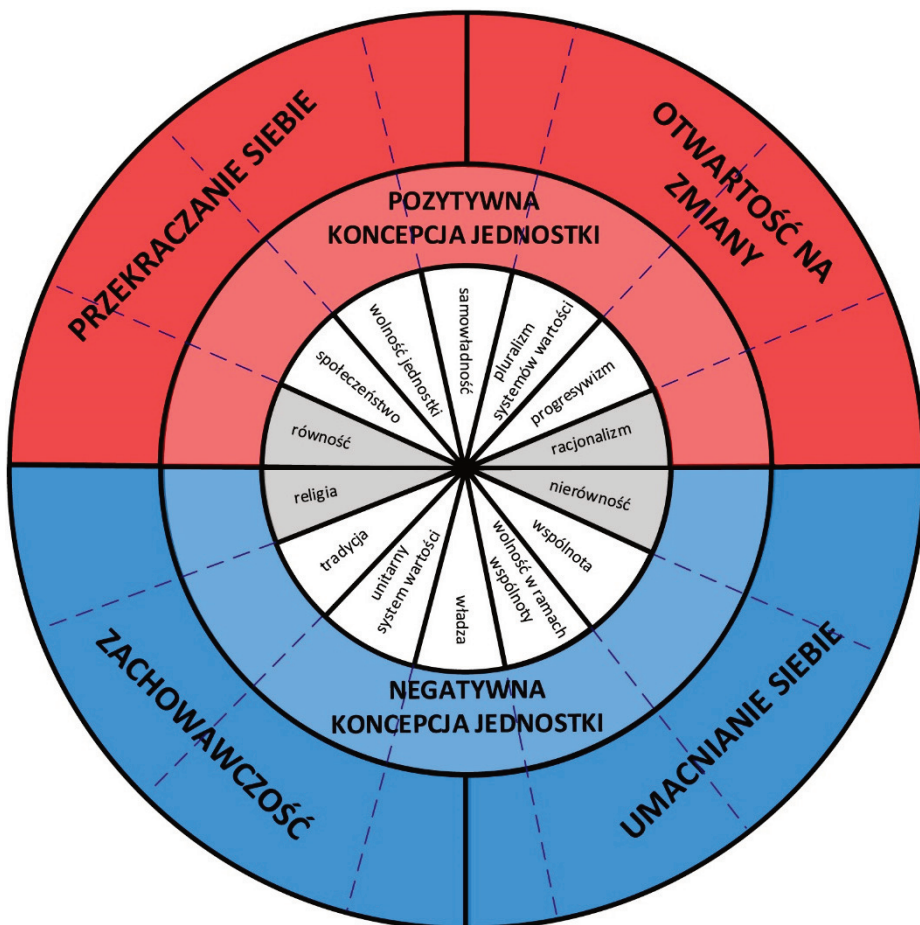 PRZEKRACZANIE SIEBIE
OTWARTOŚĆ NA
ZMIANY
POZYTYWNA
KONCEPCJA JEDNOSTKI
równość
społeczeństwo
wolność jednostki
samowładność
pluralizm
systemów wartości
progresywizm
racjonalizm
nierówność
wspólnota
wolność w ramach
wspólnoty
władza
unitarny
system wartości
tradycja
religia
NEGATYWNA
KONCEPCJA JEDNOSTKI
ZACHOWAWCZOŚĆ
UMACNIANIE SIEBIE